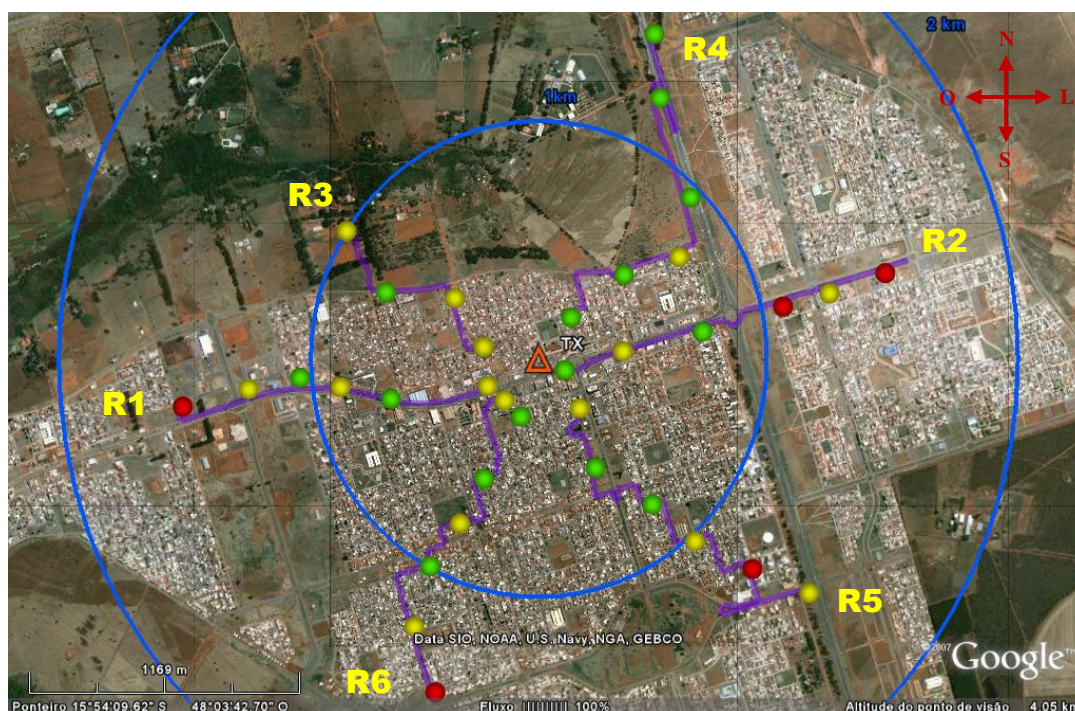 2 km
R4
N
1km
O L
S
R3
R2
TX
R1
R5
Data SIO, NOAA, U.S. Navy, NGA, GEBCO
©2007 Google™
1169 m
R6
Ponteiro 15°54'09.62" S 48°03'42.70" O Fluxo |||||||||| 100% Altitude do ponto de visão 4.05 km